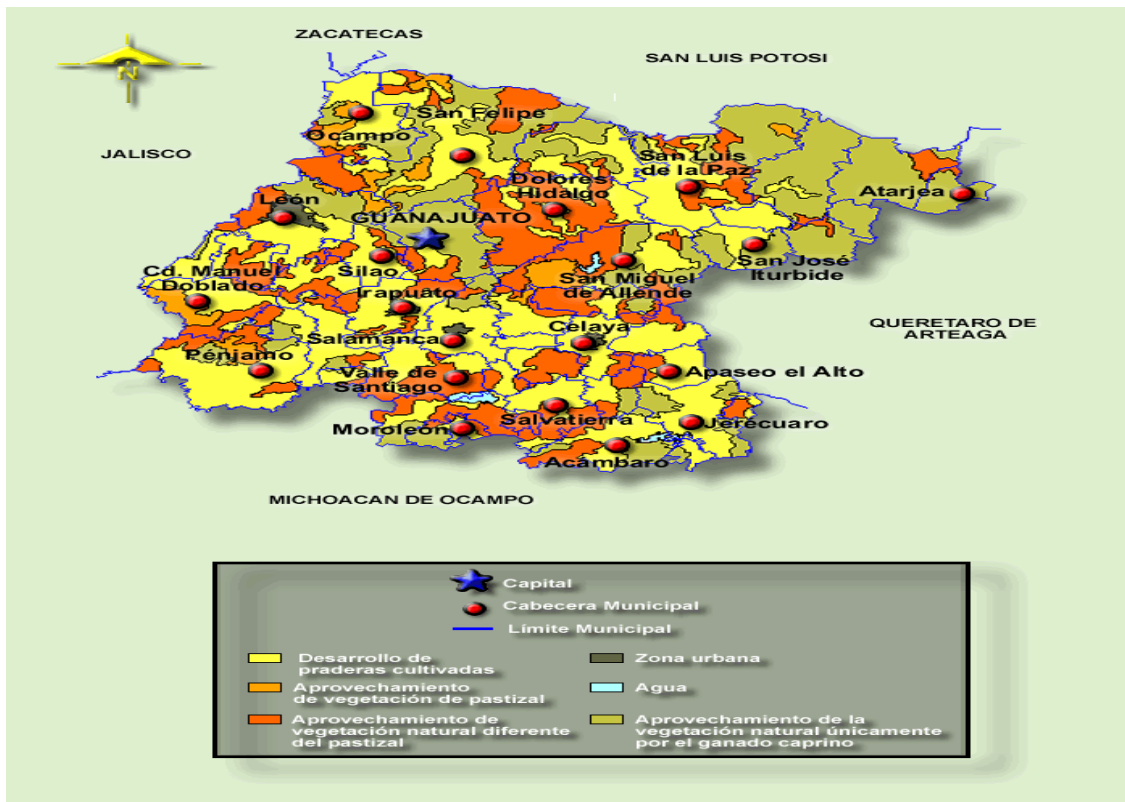 ZACATECAS
SAN LUIS POTOSI
N
JALISCO
San Felipe
Ocampo
San Luis
de la Paz
Dolores
Hidalgo
Atarjea
León
GUANAJUATO
San José
Iturbide
Silao
Cd. Manuel
Doblado
San Miguel
de Allende
Irapuato
QUERETARO DE
ARTEAGA
Celaya
Salamanca
Pénjamo
Valle de
Santiago
Apaseo el Alto
Salvatierra
Moroleón
Jerécuaro
Acámbaro
MICHOACAN DE OCAMPO
Capital
Cabecera Municipal
Límite Municipal
Desarrollo de
praderas cultivadas
Aprovechamiento
de vegetación de pastizal
Aprovechamiento de
vegetación natural diferente
del pastizal
Zona urbana
Agua
Aprovechamiento de la
vegetación natural únicamente
por el ganado caprino